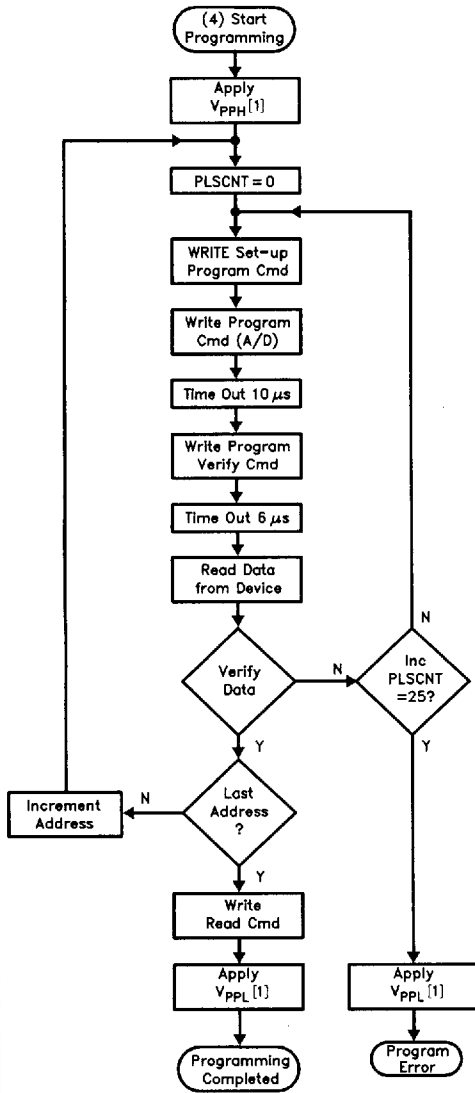 (4) Start
Programming
Apply
VPPH[1]
PLSCNT = 0
WRITE Set-up
Program Cmd
Write Program
Cmd (A/D)
Time Out 10 μs
Write Program
Verify Cmd
Time Out 6 μs
Read Data
from Device
Verify
Data
N
Inc
PLSCNT
=25?
N
Y
Y
Last
Address
?
N
Increment
Address
Y
Write
Read Cmd
Apply
VPPL[1]
Programming
Completed
Apply
VPPL[1]
Program
Error